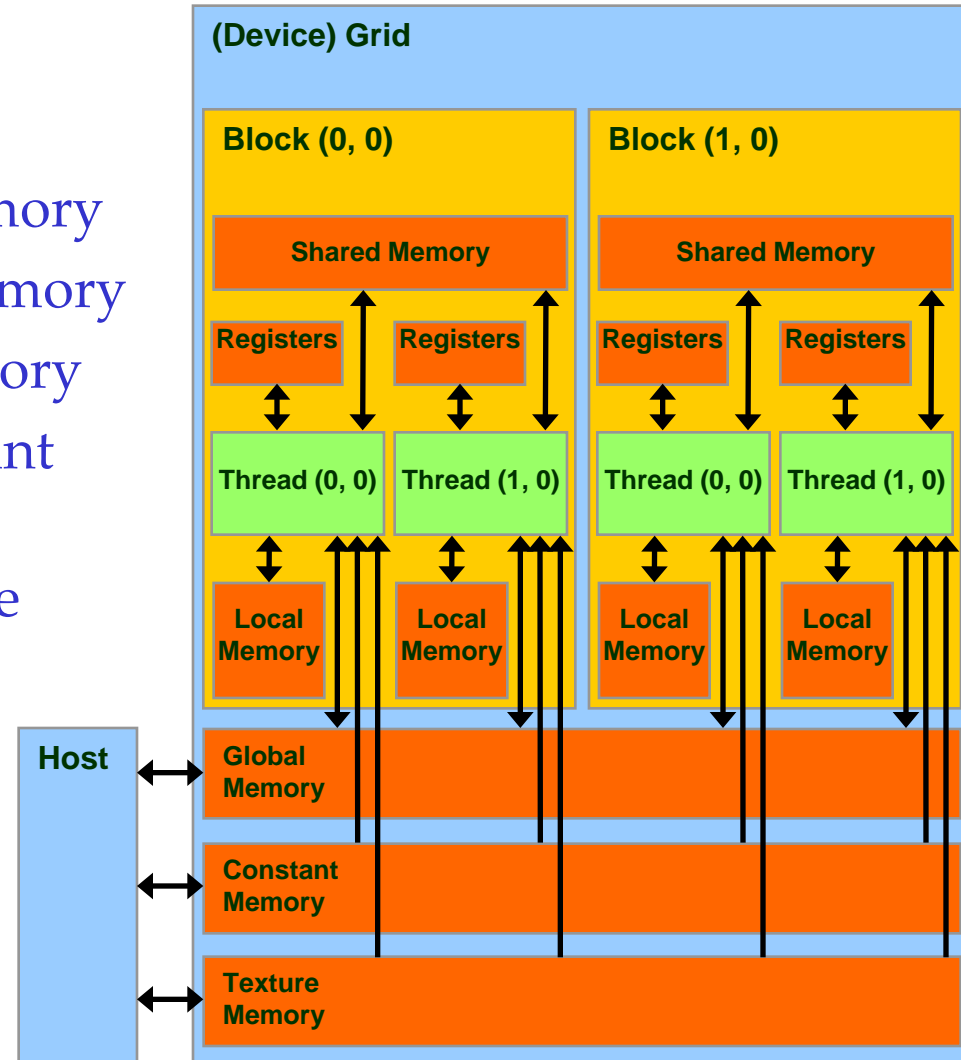 (Device) Grid
Block (0, 0)
Block (1, 0)
Shared Memory
Shared Memory
Registers
Registers
Registers
Registers
Thread (0, 0)
Thread (1, 0)
Thread (0, 0)
Thread (1, 0)
Local
Memory
Local
Memory
Local
Memory
Local
Memory
Host
Global
Memory
Constant
Memory
Texture
Memory